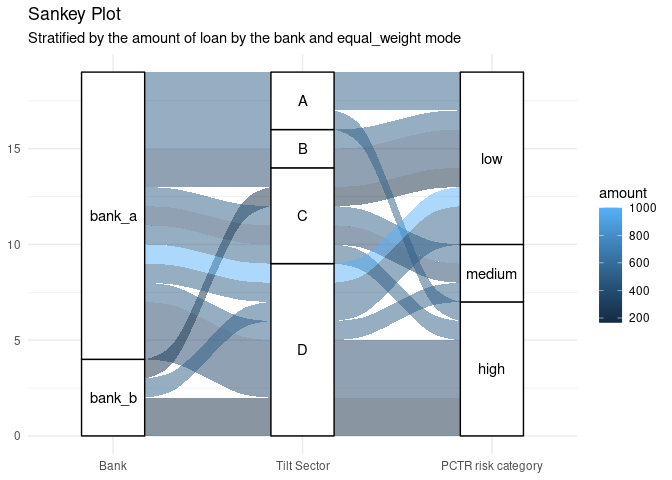 Sankey Plot
Stratified by the amount of loan by the bank and equal_weight mode
15
10
5
0
bank_a
bank_b
A
B
C
D
low
medium
high
amount
1000
800
600
400
200
Bank
Tilt Sector
PCTR risk category